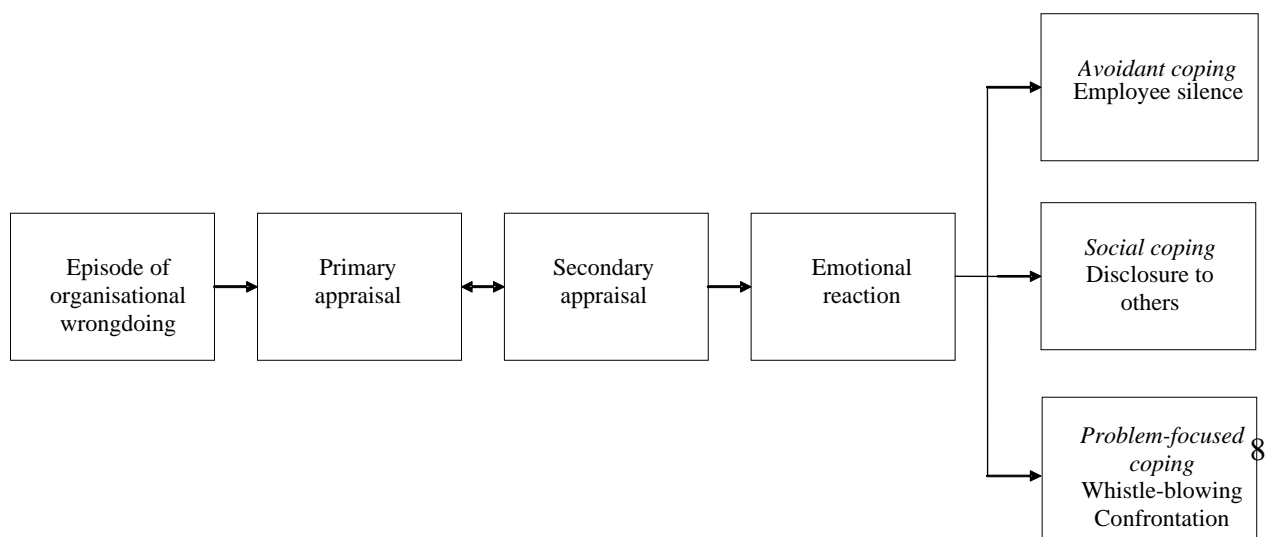 Episode of
organisational
wrongdoing
Primary
appraisal
Secondary
appraisal
Emotional
reaction
Avoidant coping
Employee silence
Social coping
Disclosure to
others
Problem-focused
coping
Whistle-blowing
Confrontation
8